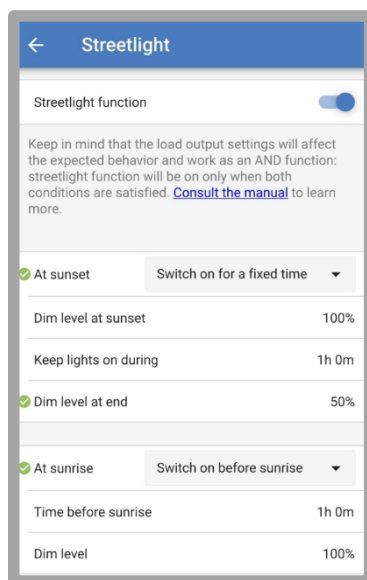 Streetlight
Streetlight function
Keep in mind that the load output settings will affect
the expected behavior and work as an AND function:
streetlight function will be on only when both
conditions are satisfied. Consult the manual to learn
more.
At sunset Switch on for a fixed time
Dim level at sunset 100%
Keep lights on during 1h 0m
Dim level at end 50%
At sunrise Switch on before sunrise
Time before sunrise 1h 0m
Dim level 100%